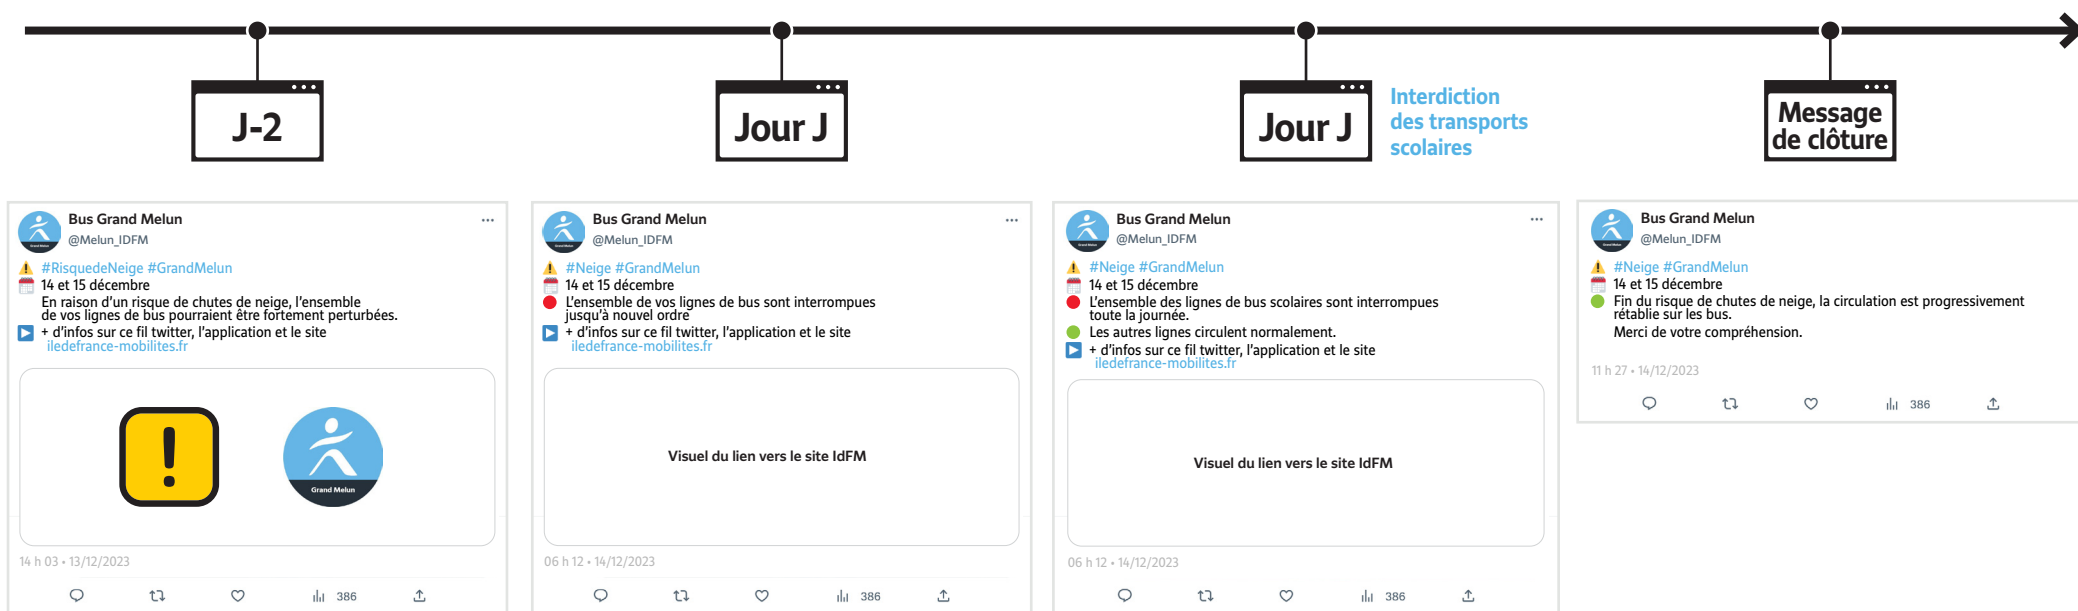 J-2
Jour J
Jour J
Interdiction
des transports
scolaires
Message
de clôture
Bus Grand Melun
@Melun_IDFM
#RisquedeNeige #GrandMelun
14 et 15 décembre
En raison d'un risque de chutes de neige, l'ensemble
de vos lignes de bus pourraient être fortement perturbées.
+ d'infos sur ce fil twitter, l'application et le site
iledefrance-mobilites.fr
Grand Melun
14 h 03 • 13/12/2023
386
Bus Grand Melun
@Melun_IDFM
#Neige #GrandMelun
14 et 15 décembre
L'ensemble de vos lignes de bus sont interrompues
jusqu'à nouvel ordre
+ d'infos sur ce fil twitter, l'application et le site
iledefrance-mobilites.fr
Visuel du lien vers le site IdFM
06 h 12 • 14/12/2023
386
Bus Grand Melun
@Melun_IDFM
#Neige #GrandMelun
14 et 15 décembre
L'ensemble des lignes de bus scolaires sont interrompues
toute la journée.
Les autres lignes circulent normalement.
+ d'infos sur ce fil twitter, l'application et le site
iledefrance-mobilites.fr
Visuel du lien vers le site IdFM
06 h 12 • 14/12/2023
386
Bus Grand Melun
@Melun_IDFM
#Neige #GrandMelun
14 et 15 décembre
Fin du risque de chutes de neige, la circulation est progressivement
rétablie sur les bus.
Merci de votre compréhension.
11 h 27 • 14/12/2023
386